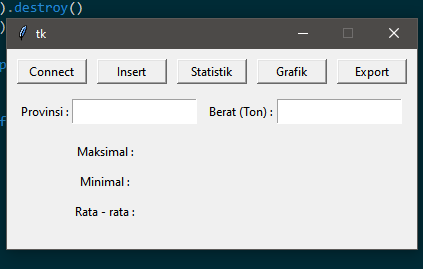 ).destroy()
)
tk
Connect Insert Statistik Grafik Export
Provinsi : Berat (Ton) :
Maksimal :
Minimal :
Rata - rata :